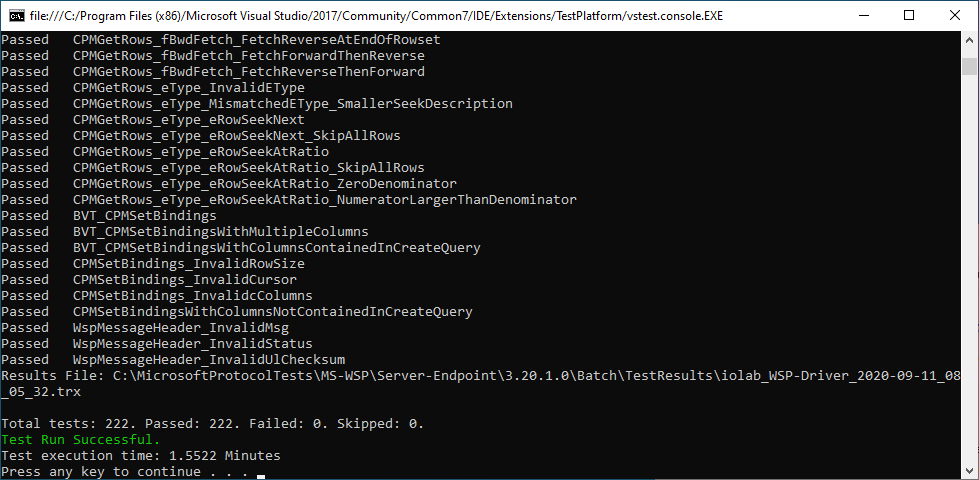 file:///C:/Program Files (x86)/Microsoft Visual Studio/2017/Community/Common7/IDE/Extensions/TestPlatform/vstest.console.EXE
Passed   CPMGetRows_fBwdFetch_FetchReverseAtEndOfRowset
Passed   CPMGetRows_fBwdFetch_FetchForwardThenReverse
Passed   CPMGetRows_fBwdFetch_FetchReverseThenForward
Passed   CPMGetRows_eType_InvalidEType
Passed   CPMGetRows_eType_MismatchedEType_SmallerSeekDescription
Passed   CPMGetRows_eType_eRowSeekNext
Passed   CPMGetRows_eType_eRowSeekNext_SkipAllRows
Passed   CPMGetRows_eType_eRowSeekAtRatio
Passed   CPMGetRows_eType_eRowSeekAtRatio_SkipAllRows
Passed   CPMGetRows_eType_eRowSeekAtRatio_ZeroDenominator
Passed   CPMGetRows_eType_eRowSeekAtRatio_NumeratorLargerThanDenominator
Passed   BVT_CPMSetBindings
Passed   BVT_CPMSetBindingsWithMultipleColumns
Passed   BVT_CPMSetBindingsWithColumnsContainedInCreateQuery
Passed   CPMSetBindings_InvalidRowSize
Passed   CPMSetBindings_InvalidCursor
Passed   CPMSetBindings_InvalidcColumns
Passed   CPMSetBindingsWithColumnsNotContainedInCreateQuery
Passed   WspMessageHeader_InvalidMsg
Passed   WspMessageHeader_InvalidStatus
Passed   WspMessageHeader_InvalidUlChecksum
Results File: C:\MicrosoftProtocolTests\MS-WSP\Server-Endpoint\3.20.1.0\Batch\TestResults\iolab_WSP-Driver_2020-09-11_08
_05_32.trx
Total tests: 222. Passed: 222. Failed: 0. Skipped: 0.
Test Run Successful.
Test execution time: 1.5522 Minutes
Press any key to continue . . .